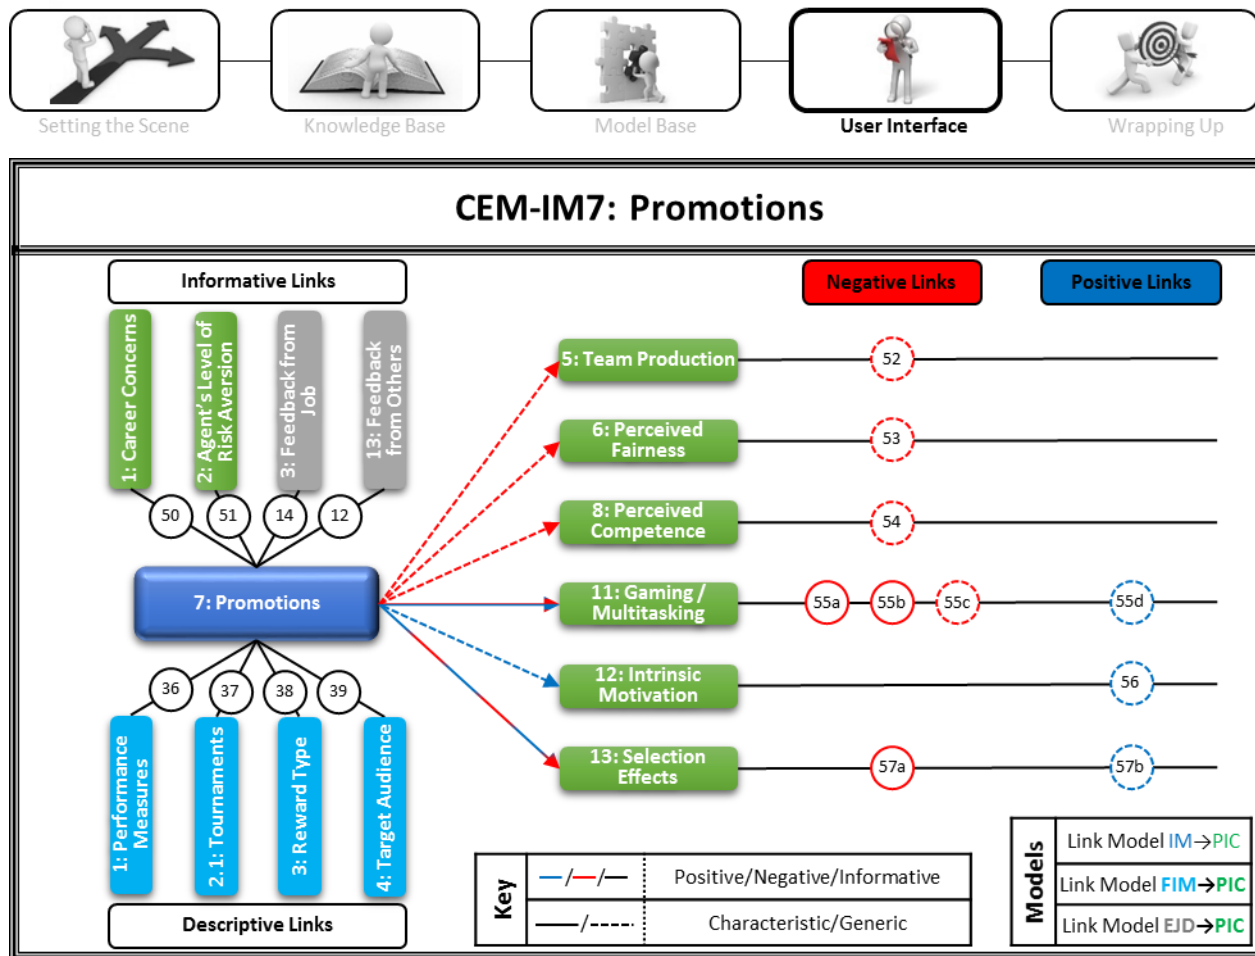 Setting the Scene
Knowledge Base
Model Base
User Interface
Wrapping Up
CEM-IM7: Promotions
Informative Links
Negative Links
Positive Links
1: Career Concerns
2: Agent's Level of
Risk Aversion
3: Feedback from
Job
13: Feedback
from Others
50
51
14
12
7: Promotions
36
37
38
39
1: Performance
Measures
2.1: Tournaments
3: Reward Type
4: Target Audience
Descriptive Links
5: Team Production
52
6: Perceived
Fairness
53
8: Perceived
Competence
54
11: Gaming /
Multitasking
55a
55b
55c
55d
12: Intrinsic
Motivation
56
13: Selection
Effects
57a
57b
Key
—/—/—
Positive/Negative/Informative
—/-----
Characteristic/Generic
Models
Link Model IM→PIC
Link Model FIM→PIC
Link Model EJD→PIC